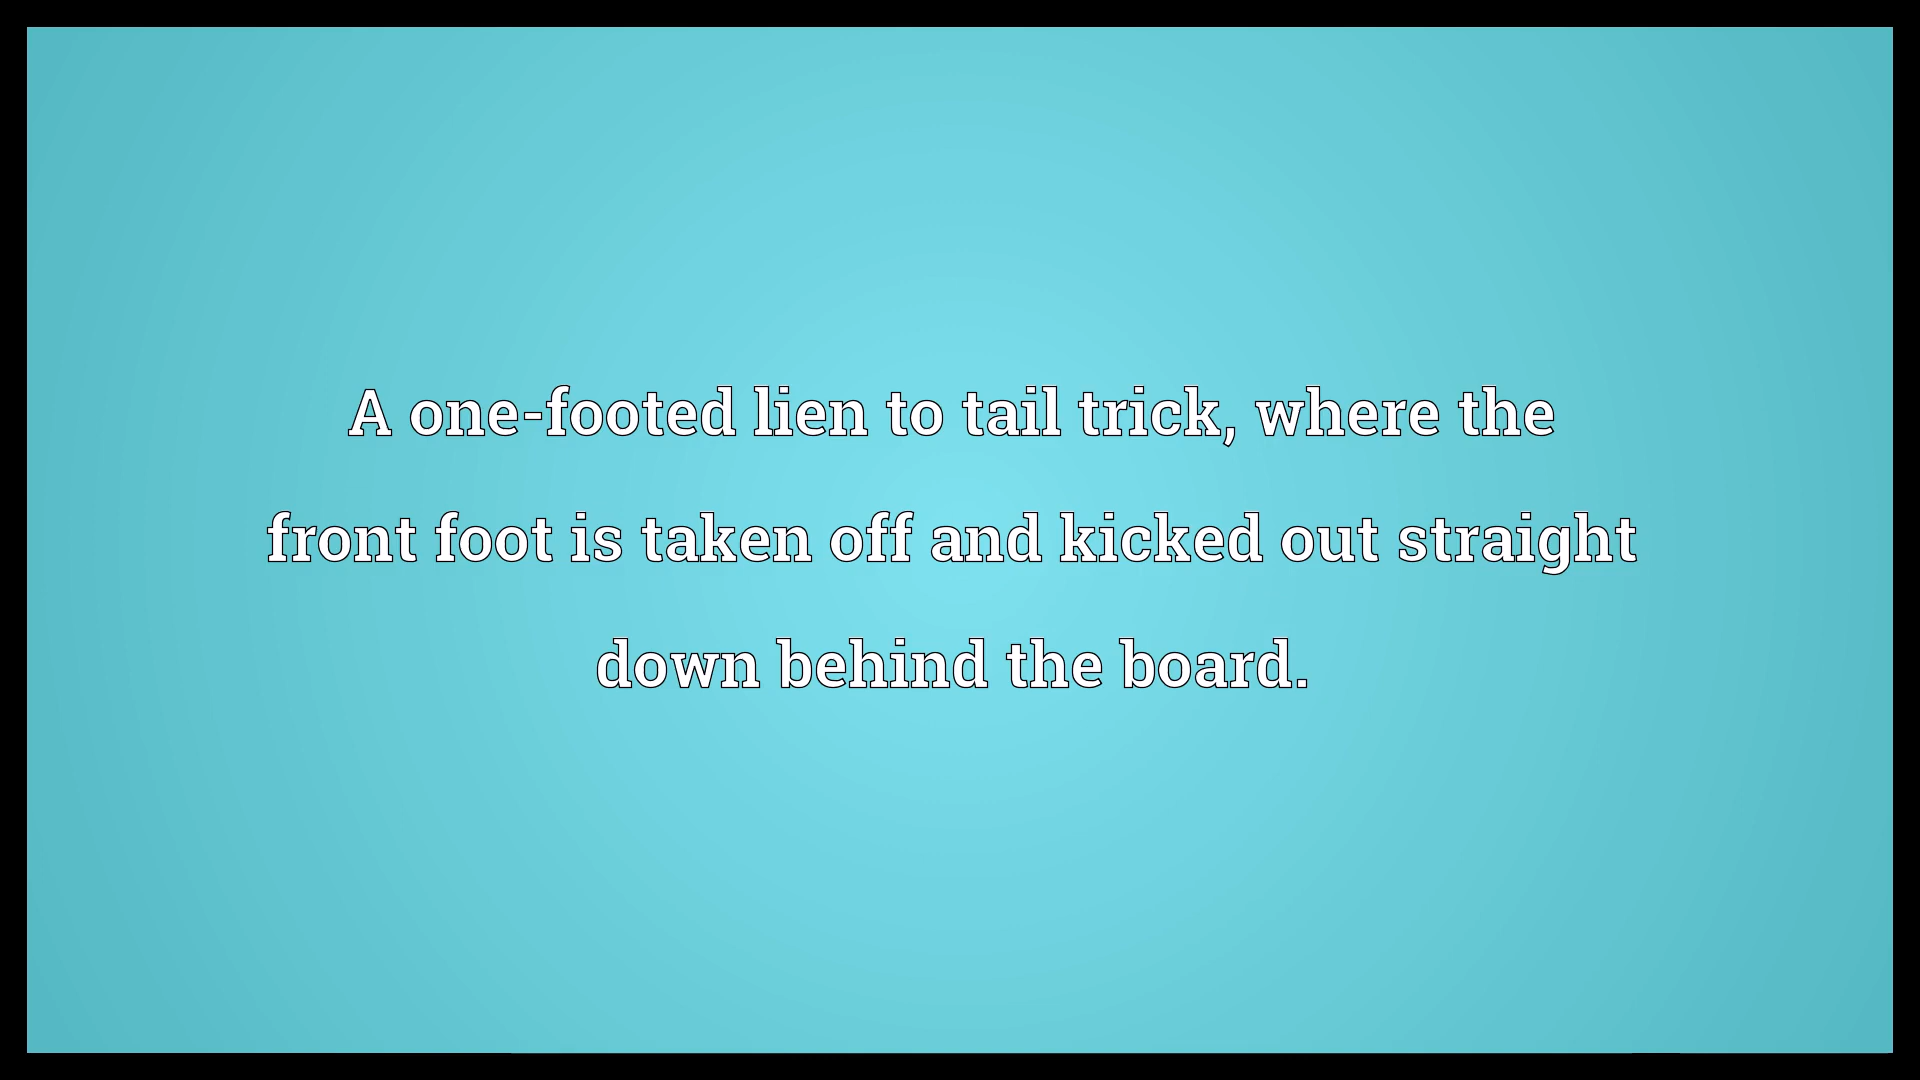 A one-footed lien to tail trick, where the
front foot is taken off and kicked out straight
down behind the board.